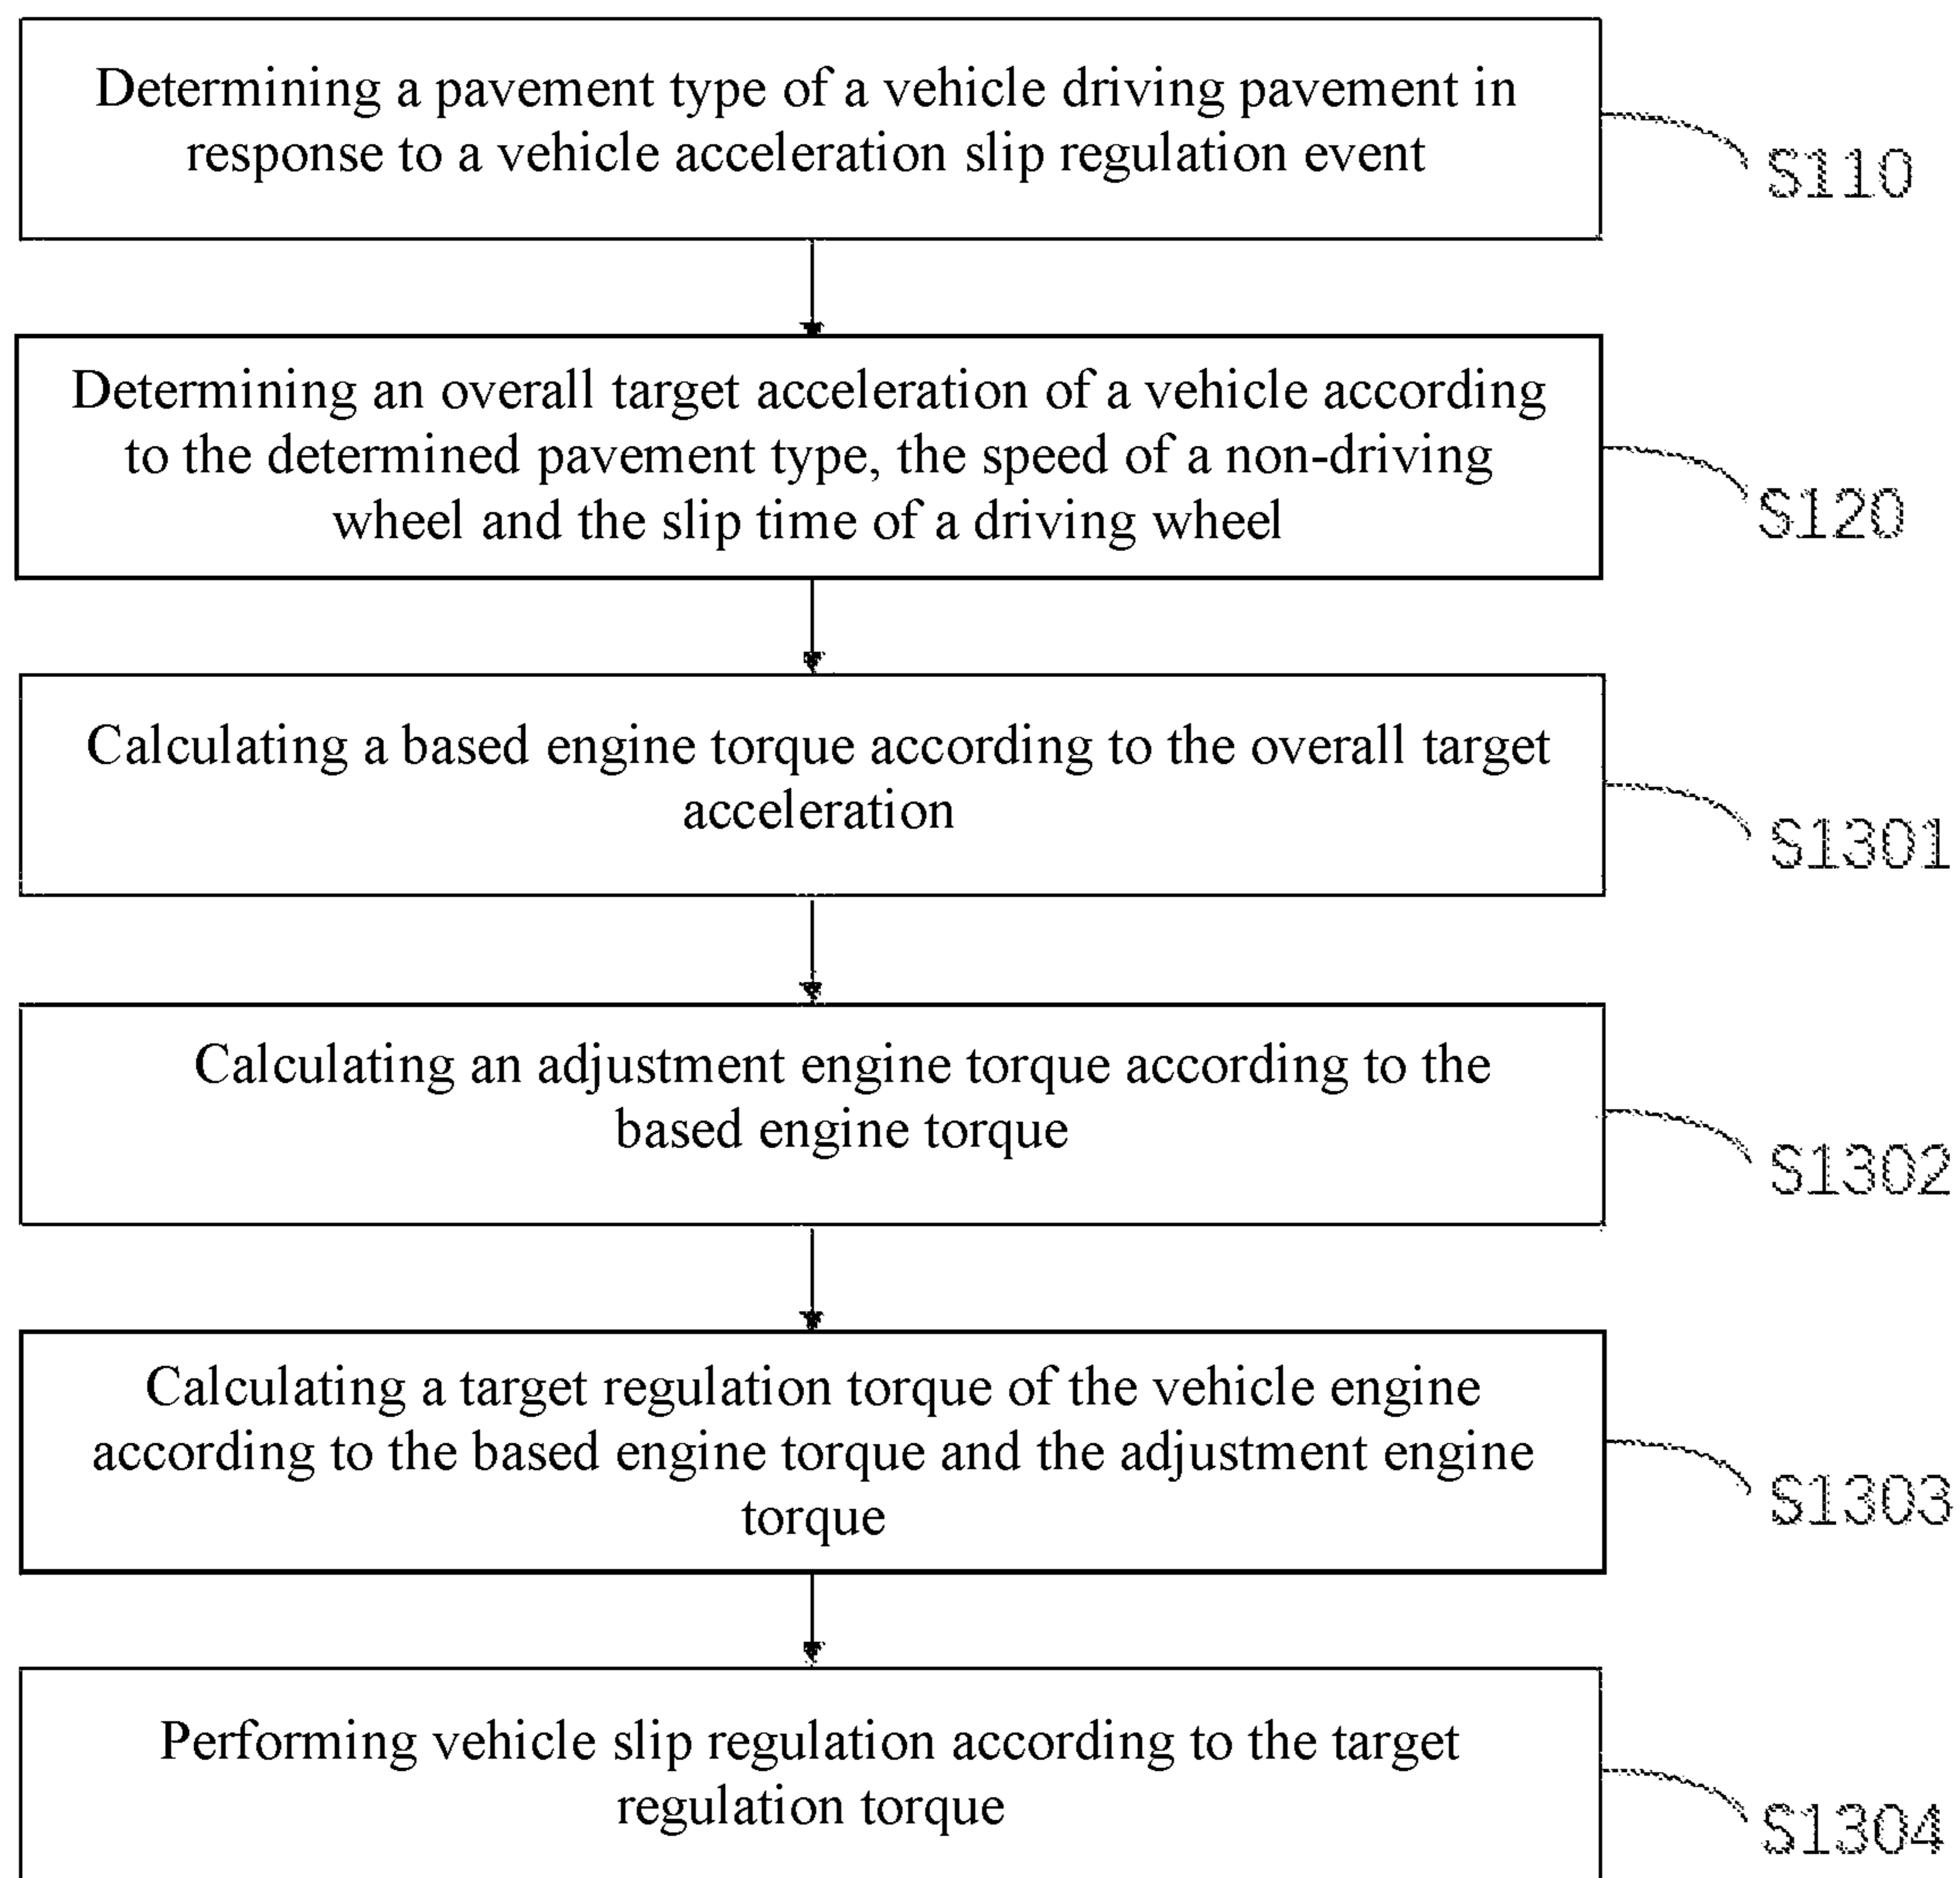 Determining a pavement type of a vehicle driving pavement in
response to a vehicle acceleration slip regulation event
S110
Determining an overall target acceleration of a vehicle according
to the determined pavement type, the speed of a non-driving
wheel and the slip time of a driving wheel
S120
Calculating a based engine torque according to the overall target
acceleration
S1301
Calculating an adjustment engine torque according to the
based engine torque
S1302
Calculating a target regulation torque of the vehicle engine
according to the based engine torque and the adjustment engine
torque
S1303
Performing vehicle slip regulation according to the target
regulation torque
S1304